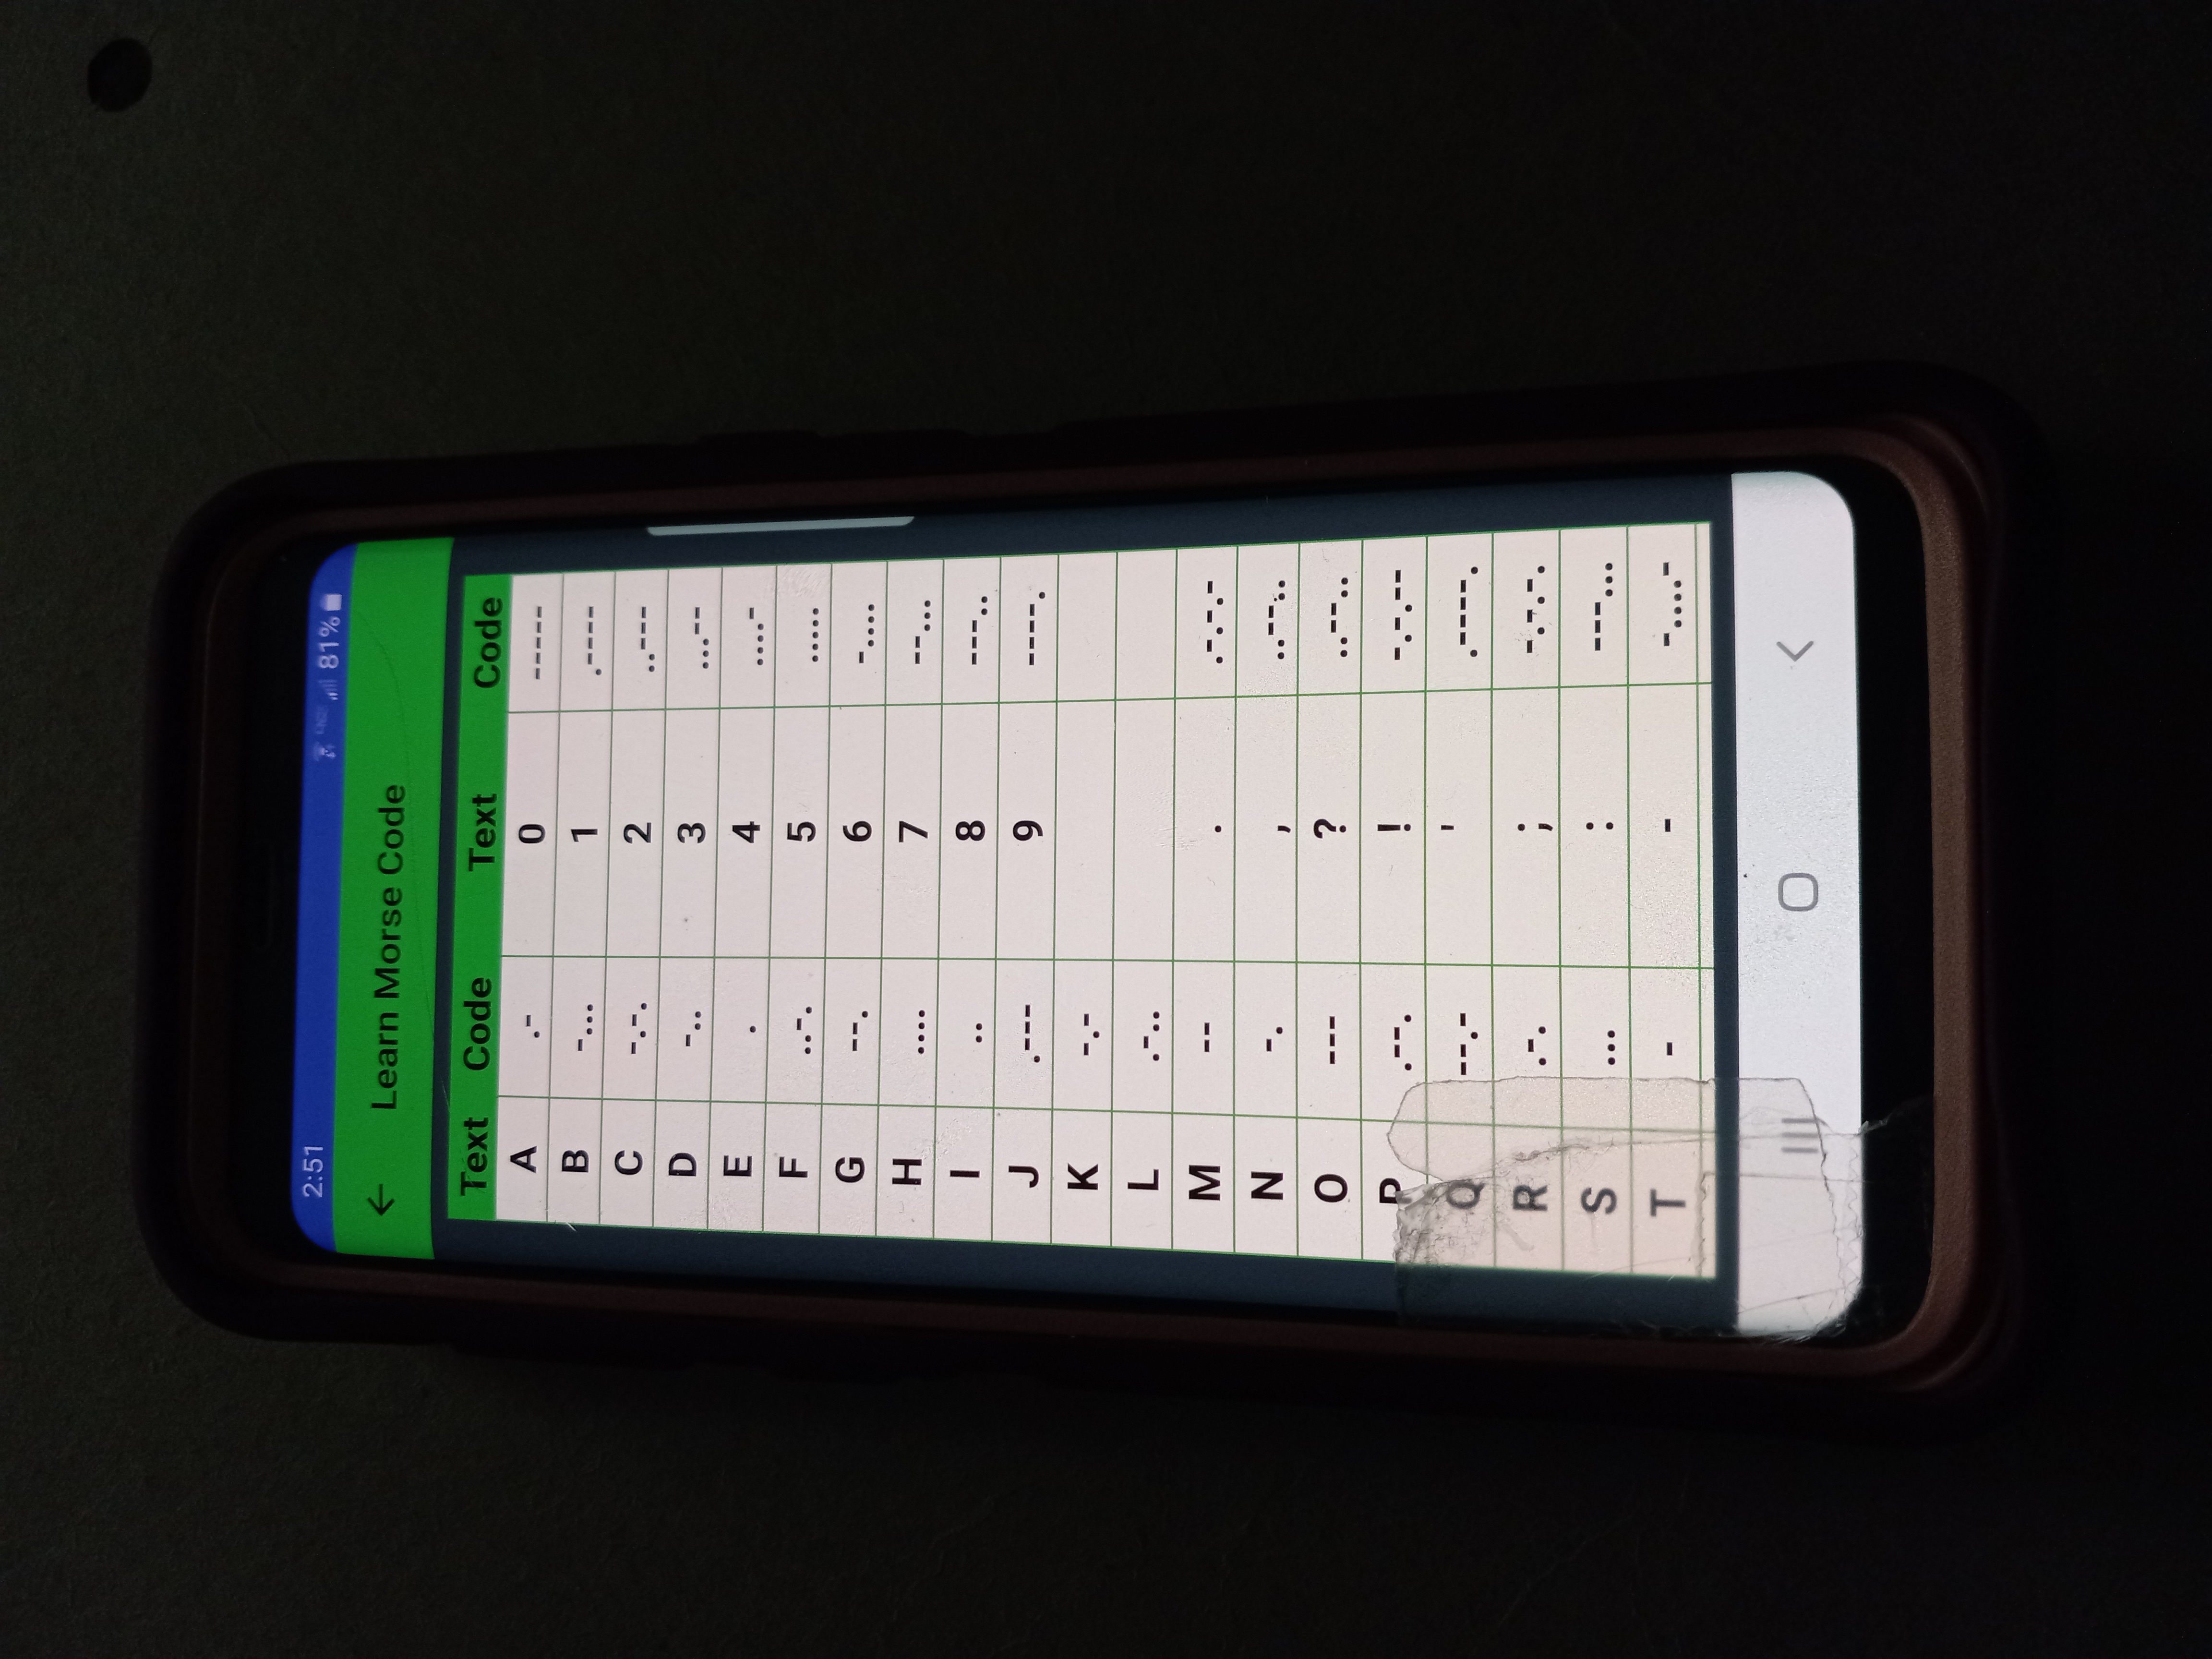 2:51 81%
Learn Morse Code
Text Code Text Code
A .- 0 -----
B -... 1 .----
C -.-. 2 ..---
D -.. 3 ...--
E . 4 ....-
F ..-. 5 .....
G --. 6 -....
H .... 7 --...
I .. 8 ---..
J .--- 9 ----.
K -.-
L .-..
M -- . .-.-.-
N -. , ..--..
O --- ? ..--..
P .--. ! -.-.--
Q --.- ' .----.
R .-. ; -.-.-.
S ... : ---...
T - - -....-